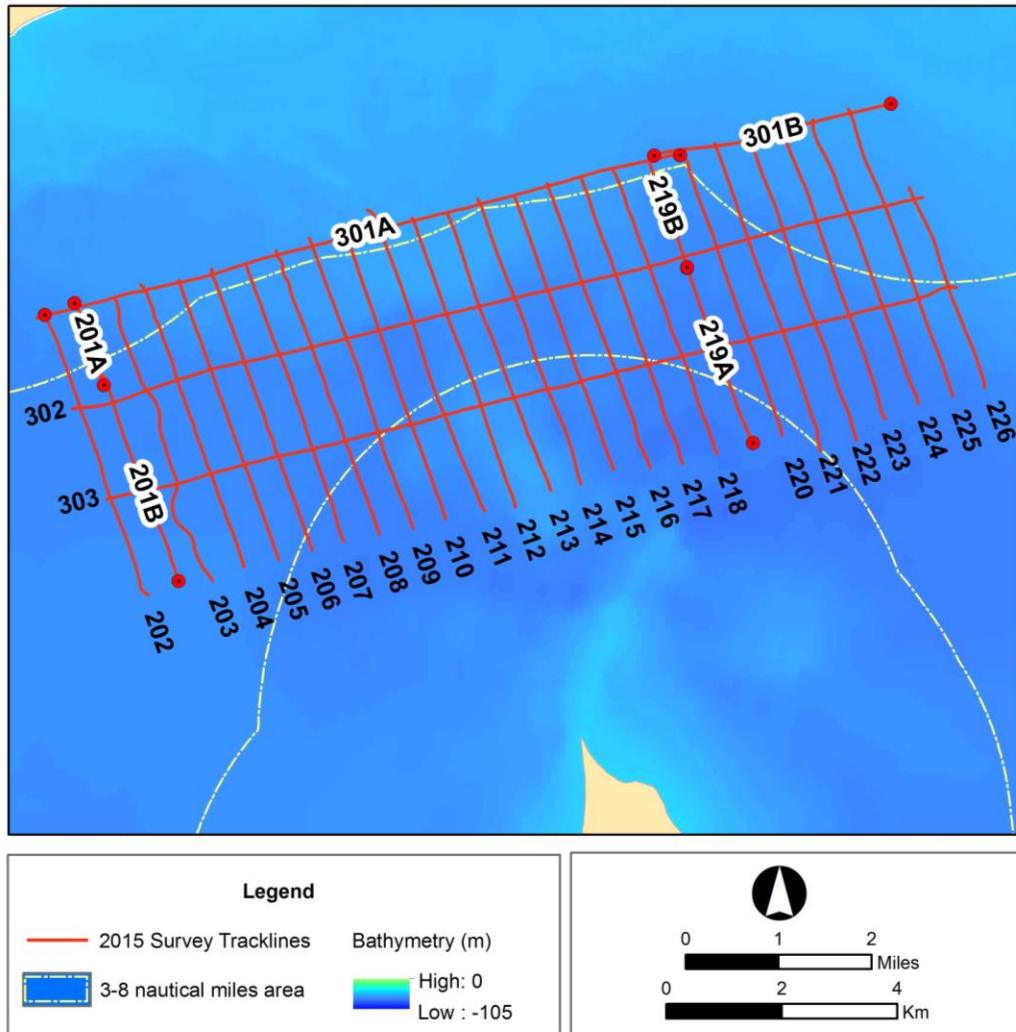 301B
219B
301A
201A
219A
302
226
225
224
223
222
221
220
303
201B
218
217
216
215
214
213
212
211
210
209
208
207
206
205
204
203
202
Legend
2015 Survey Tracklines
3-8 nautical miles area
Bathymetry (m)
High: 0
Low : -105
0 1 2
Miles
0 2 4
Km